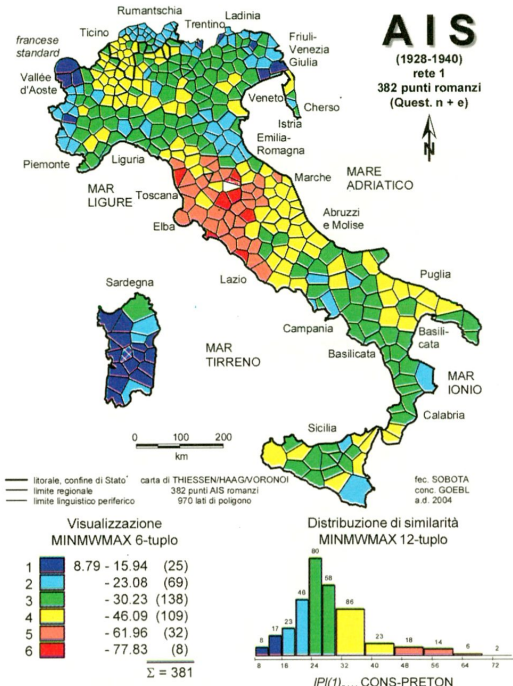 AIS
(1928-1940)
rete 1
382 punti romanzi
(Quest. n + e)
N
Rumantschia
Ladinia
Ticino
Trentino
francese
standard
Friuli-
Venezia
Giulia
Vallée
d'Aoste
Veneto
Cherso
Istria
Emilia-
Romagna
Piemonte
Liguria
MAR
LIGURE
Toscana
Marche
MARE
ADRIATICO
Elba
Abruzzi
e Molise
Lazio
Puglia
Sardegna
Campania
Basili-
cata
MAR
TIRRENO
Basilicata
MAR
IONIO
Calabria
Sicilia
0 100 200
km
litorale, confine di Stato
limite regionale
limite linguistico periferico
carta di THIESSEN/HAAG/VORONOI
382 punti AIS romanzi
970 lati di poligono
fec. SOBOTA
conc. GOEBL
a.d. 2004
Visualizzazione
MINMWMAX 6-tuplo
1 8.79 - 15.94 (25)
2 - 23.08 (69)
3 - 30.23 (138)
4 - 46.09 (109)
5 - 61.96 (32)
6 - 77.83 (8)
Σ = 381
Distribuzione di similarità
MINMWMAX 12-tuplo
8 17 23 46 80 58 86 23 18 14 6 2
8 16 20 24 28 32 40 48 56 64 72
CONS-PRETON